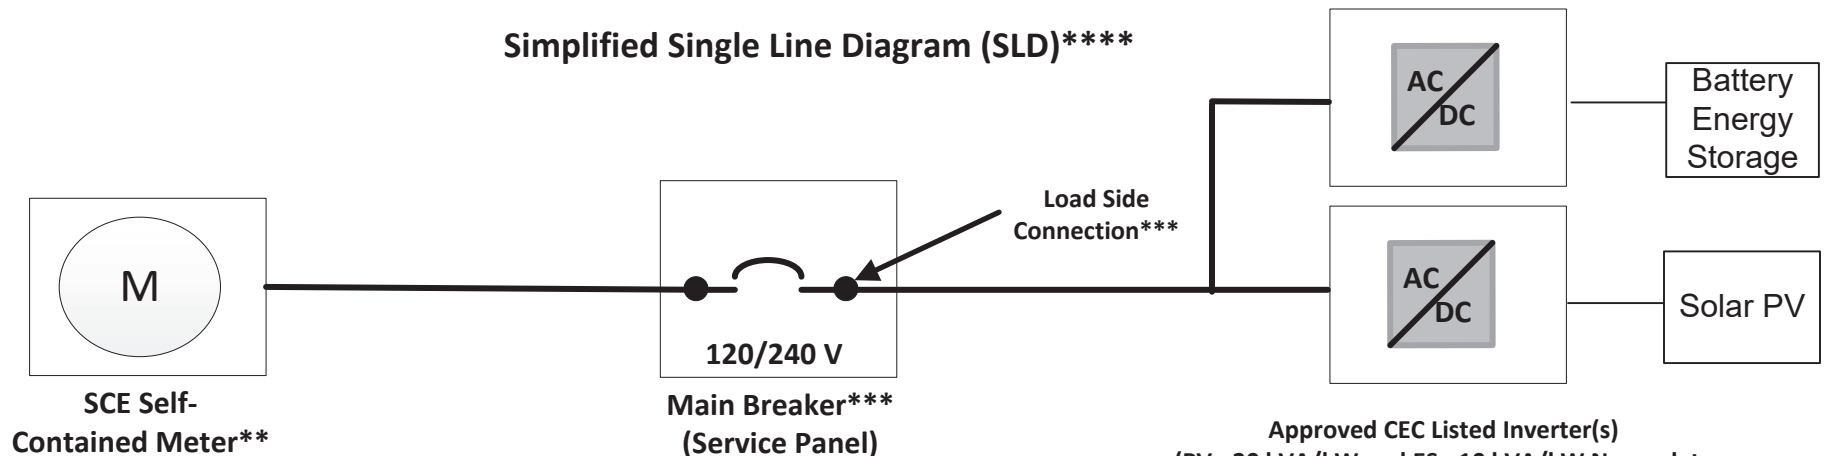 Simplified Single Line Diagram (SLD)****
AC
DC
Battery
Energy
Storage
Load Side
Connection***
M
AC
DC
Solar PV
120/240 V
SCE Self-
Contained Meter**
Main Breaker***
(Service Panel)
Approved CEC Listed Inverter(s)